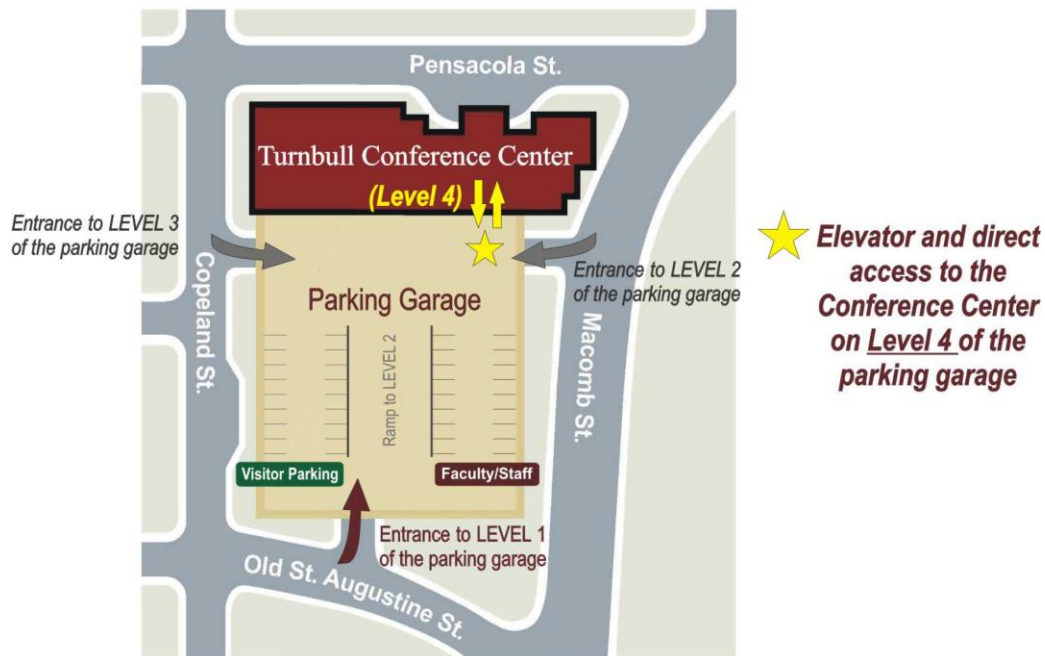 Pensacola St.
Turnbull Conference Center
(Level 4)
Entrance to LEVEL 3
of the parking garage
Entrance to LEVEL 2
of the parking garage
Elevator and direct
access to the
Conference Center
on Level 4 of the
parking garage
Copeland St.
Parking Garage
Ramp to LEVEL 2
Macomb St.
Visitor Parking
Faculty/Staff
Entrance to LEVEL 1
of the parking garage
Old St. Augustine St.